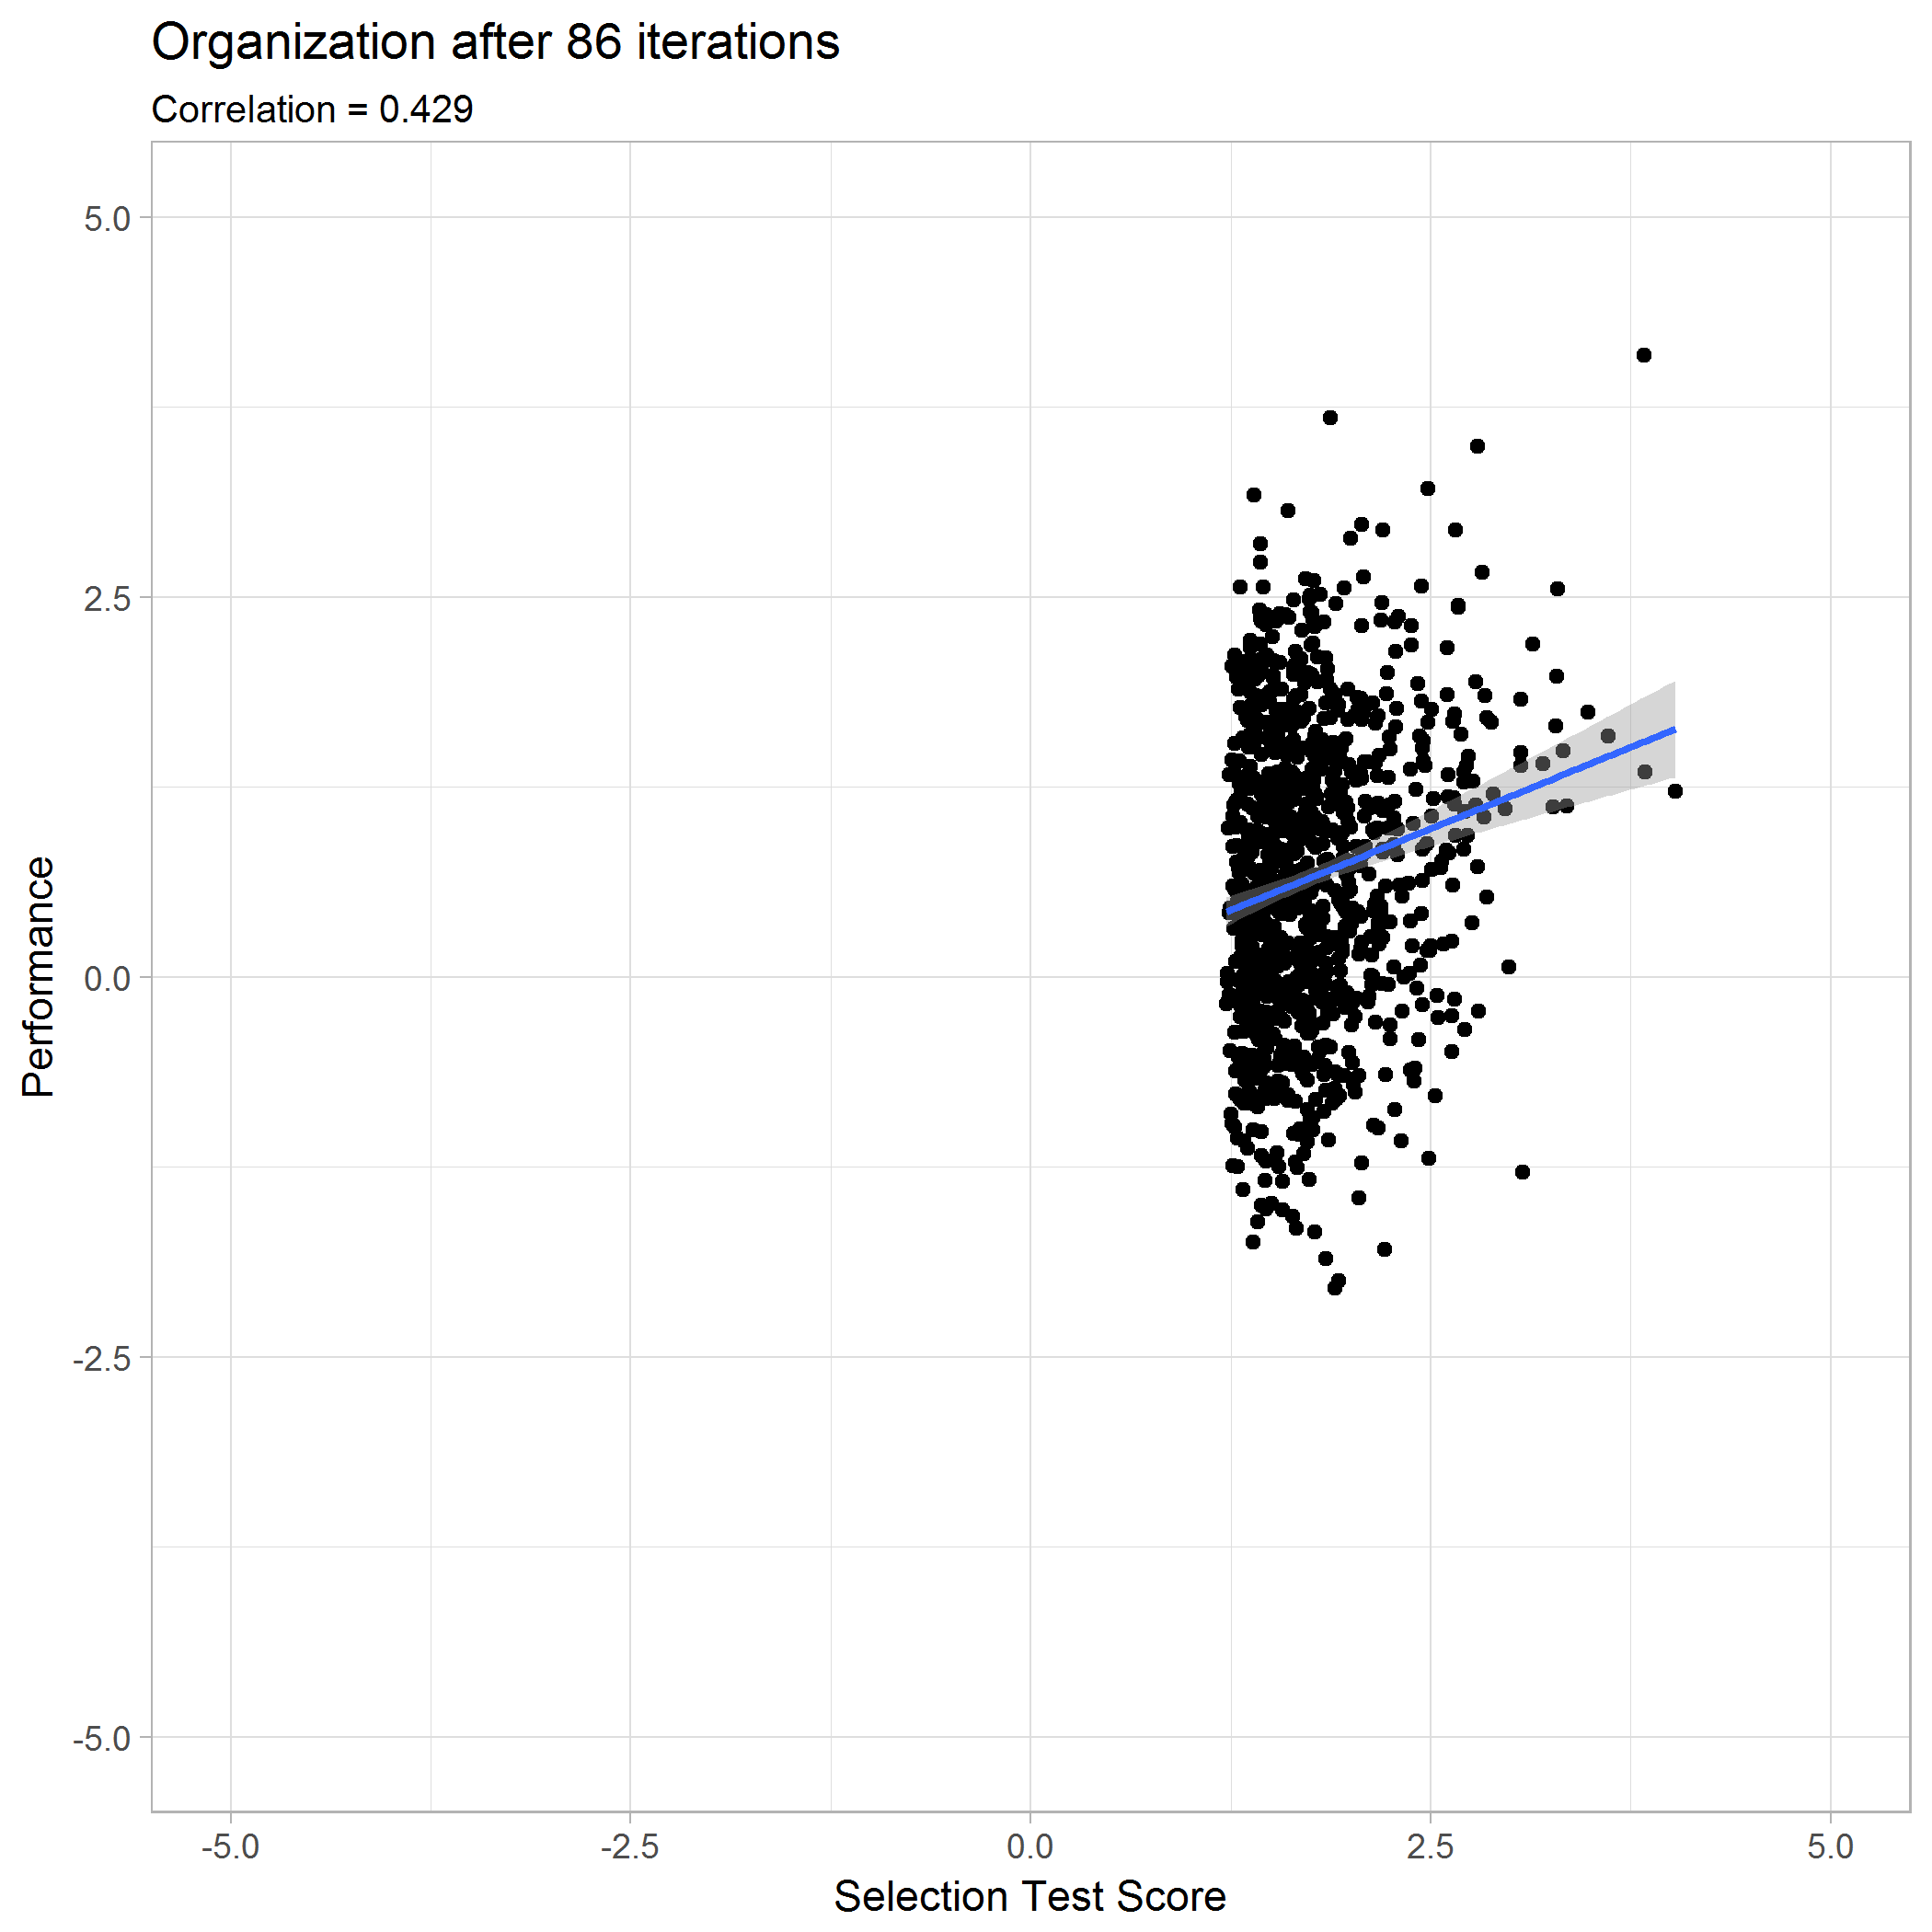 Organization after 86 iterations
Correlation = 0.429
5.0
2.5
0.0
-2.5
-5.0
Performance
-5.0 -2.5 0.0 2.5 5.0
Selection Test Score